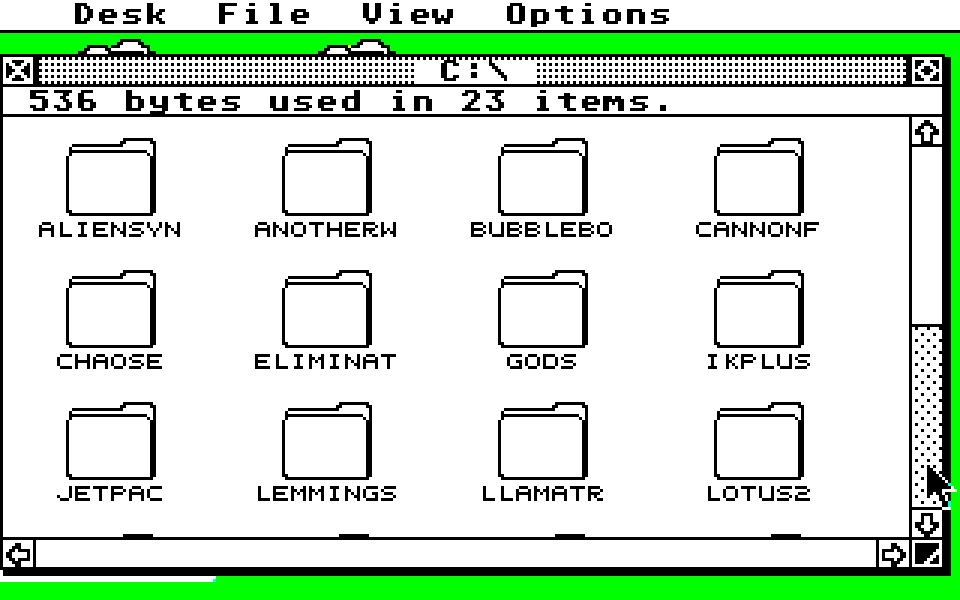 Desk File View Options
C:\
536 bytes used in 23 items.
ALIENSYN ANOTHERW BUBBLEBO CANNONF
CHAOSE ELIMINAT GODS IKPLUS
JETPAC LEMMINGS LLAMATR LOTUS2